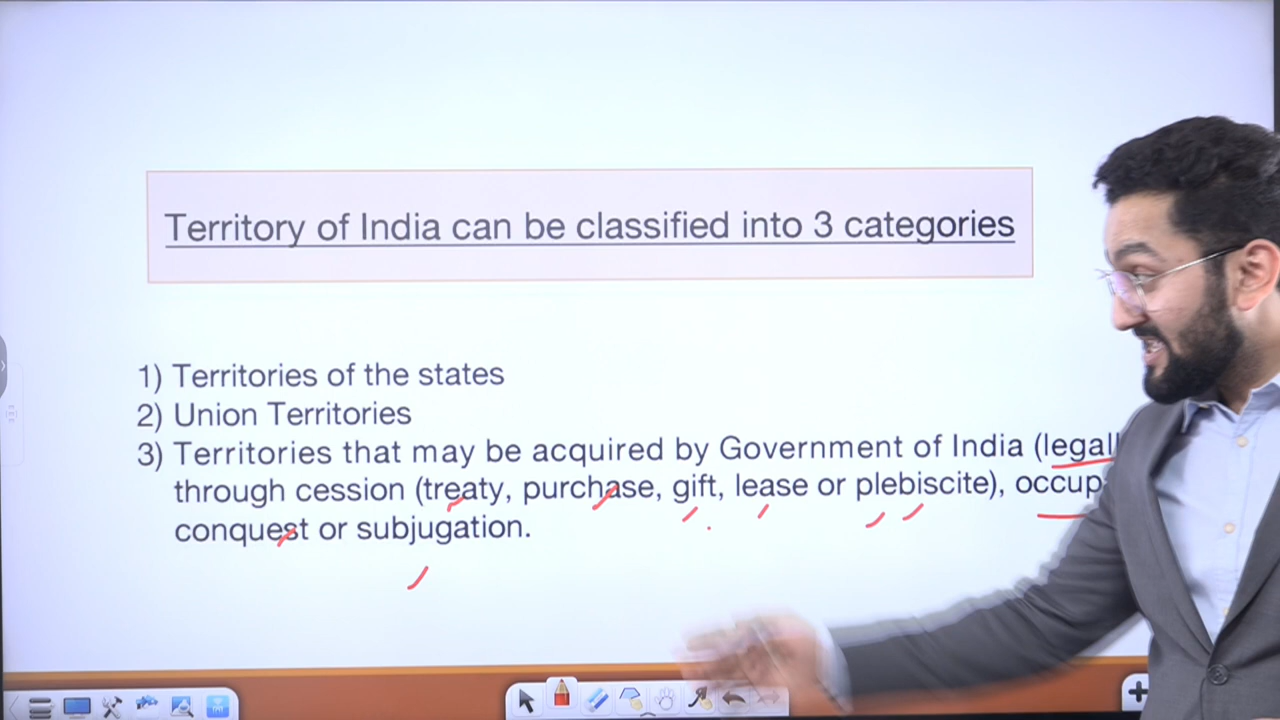 Territory of India can be classified into 3 categories
1) Territories of the states
2) Union Territories
3) Territories that may be acquired by Government of India (legal
through cession (treaty, purchase, gift, lease or plebiscite), occup
conquest or subjugation.